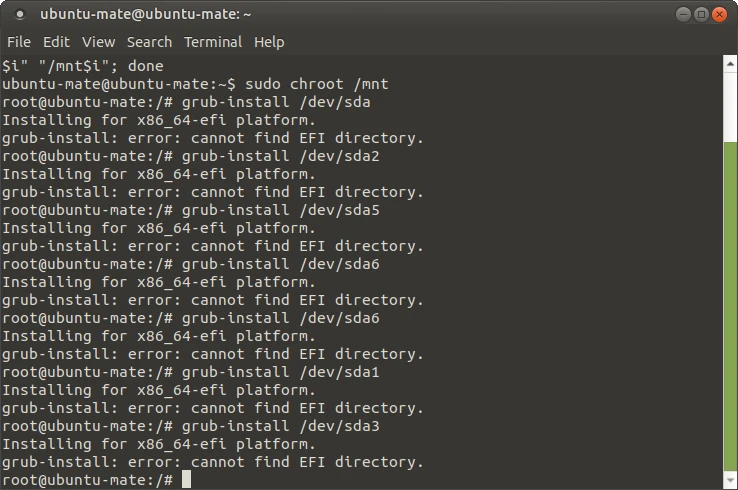 ubuntu-mate@ubuntu-mate: ~
File Edit View Search Terminal Help
$i" "/mnt$i"; done
ubuntu-mate@ubuntu-mate:~$ sudo chroot /mnt
root@ubuntu-mate:/# grub-install /dev/sda
Installing for x86_64-efi platform.
grub-install: error: cannot find EFI directory.
root@ubuntu-mate:/# grub-install /dev/sda2
Installing for x86_64-efi platform.
grub-install: error: cannot find EFI directory.
root@ubuntu-mate:/# grub-install /dev/sda5
Installing for x86_64-efi platform.
grub-install: error: cannot find EFI directory.
root@ubuntu-mate:/# grub-install /dev/sda6
Installing for x86_64-efi platform.
grub-install: error: cannot find EFI directory.
root@ubuntu-mate:/# grub-install /dev/sda6
Installing for x86_64-efi platform.
grub-install: error: cannot find EFI directory.
root@ubuntu-mate:/# grub-install /dev/sda1
Installing for x86_64-efi platform.
grub-install: error: cannot find EFI directory.
root@ubuntu-mate:/# grub-install /dev/sda3
Installing for x86_64-efi platform.
grub-install: error: cannot find EFI directory.
root@ubuntu-mate:/#